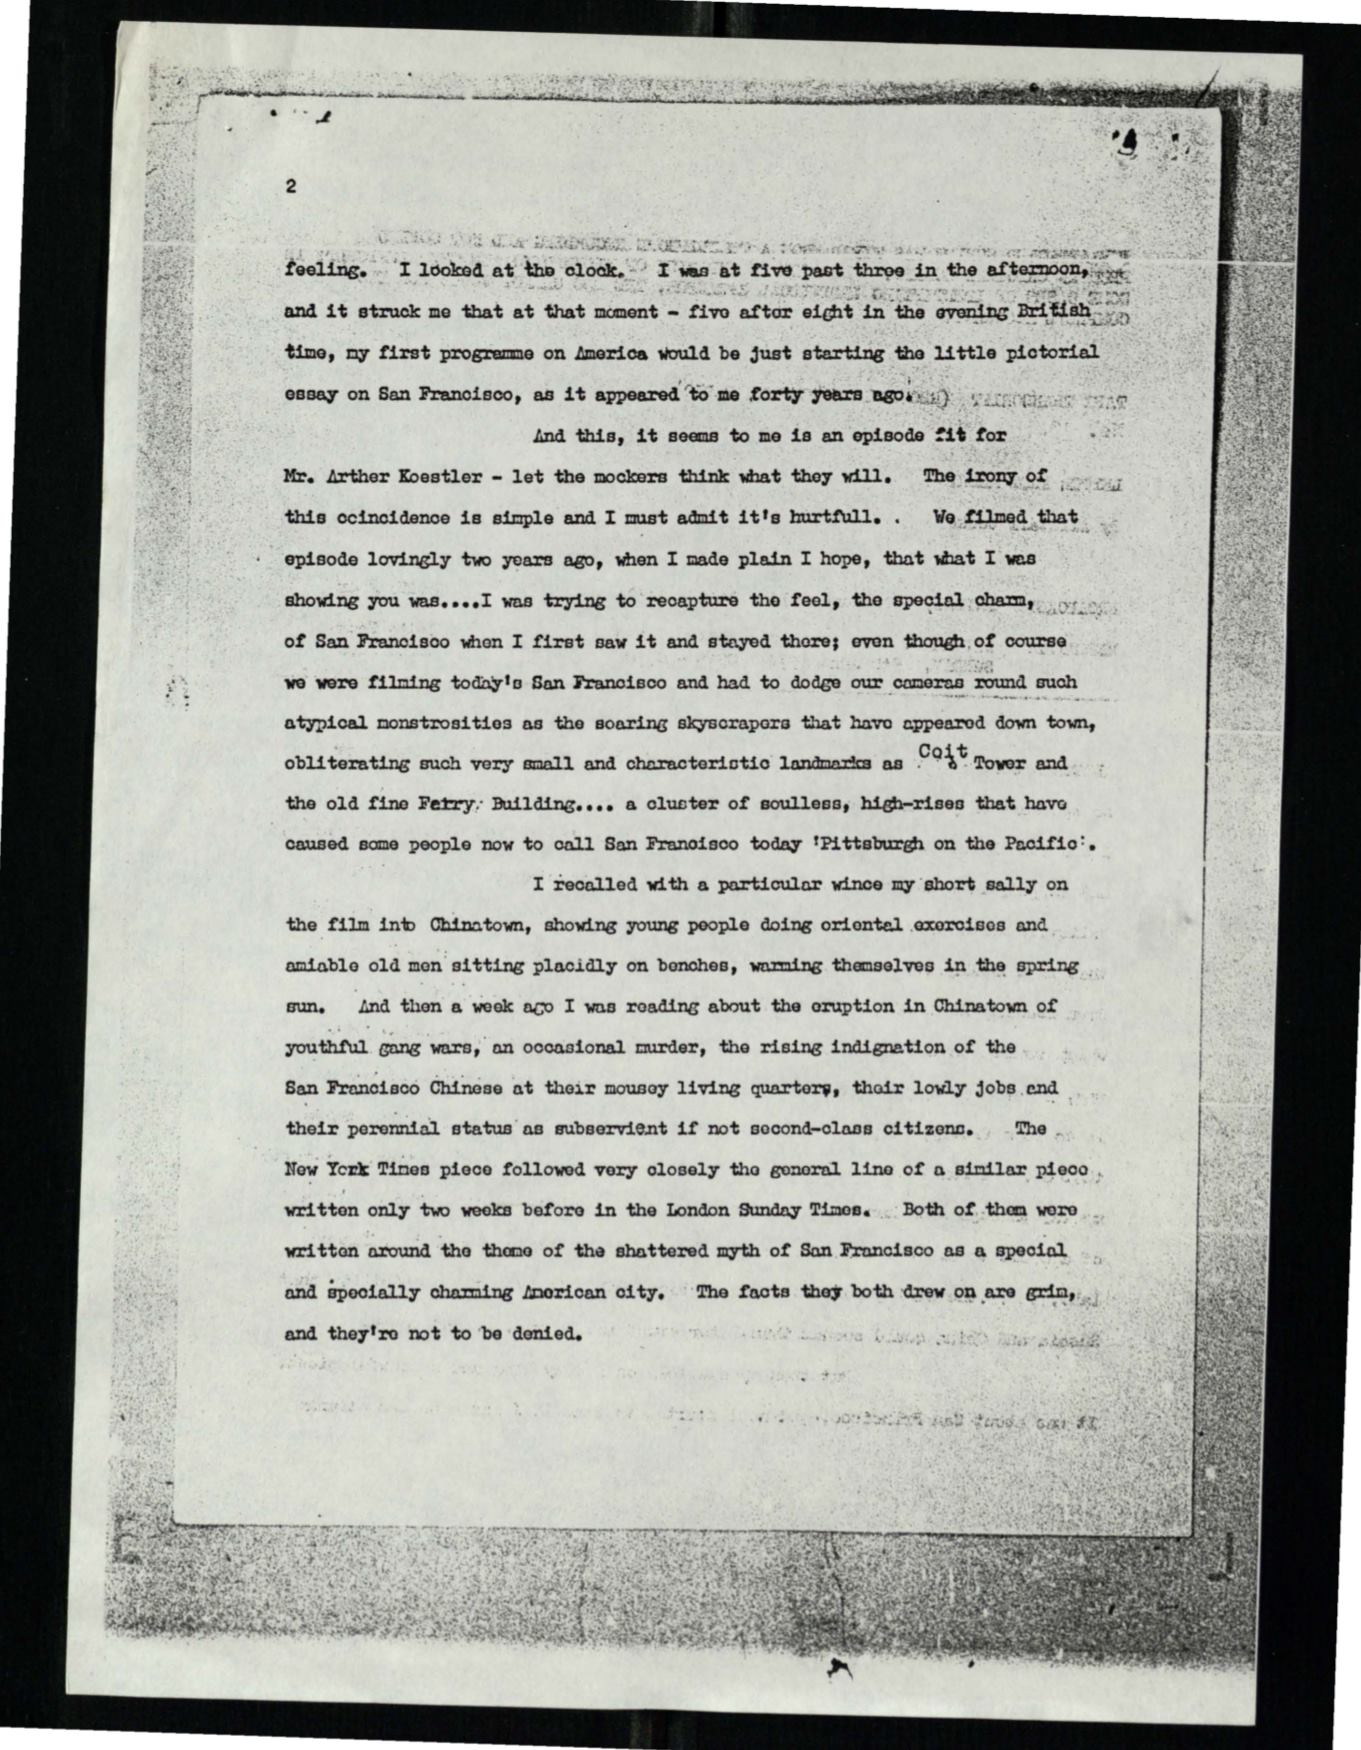 2
feeling. I looked at the clock. I was at five past three in the afternoon,
and it struck me that at that moment - five after eight in the evening British
time, my first programme on America would be just starting the little pictorial
essay on San Francisco, as it appeared to me forty years ago.
And this, it seems to me is an episode fit for
Mr. Arther Koestler - let the mockers think what they will. The irony of
this coincidence is simple and I must admit it's hurtfull. . We filmed that
episode lovingly two years ago, when I made plain I hope, that what I was
showing you was....I was trying to recapture the feel, the special charm,
of San Francisco when I first saw it and stayed there; even though of course
we were filming today's San Francisco and had to dodge our cameras round such
atypical monstrosities as the soaring skyscrapers that have appeared down town,
obliterating such very small and characteristic landmarks as Coit Tower and
the old fine Ferry Building.... a cluster of soulless, high-rises that have
caused some people now to call San Francisco today 'Pittsburgh on the Pacific'.
I recalled with a particular wince my short sally on
the film into Chinatown, showing young people doing oriental exercises and
amiable old men sitting placidly on benches, warming themselves in the spring
sun. And then a week ago I was reading about the eruption in Chinatown of
youthful gang wars, an occasional murder, the rising indignation of the
San Francisco Chinese at their mousey living quarters, their lowly jobs and
their perennial status as subservient if not second-class citizens. The
New York Times piece followed very closely the general line of a similar piece
written only two weeks before in the London Sunday Times. Both of them were
written around the theme of the shattered myth of San Francisco as a special
and specially charming American city. The facts they both drew on are grim,
and they're not to be denied.